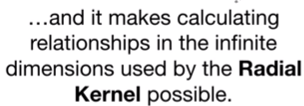 …and it makes calculating
relationships in the infinite
dimensions used by the Radial
Kernel possible.